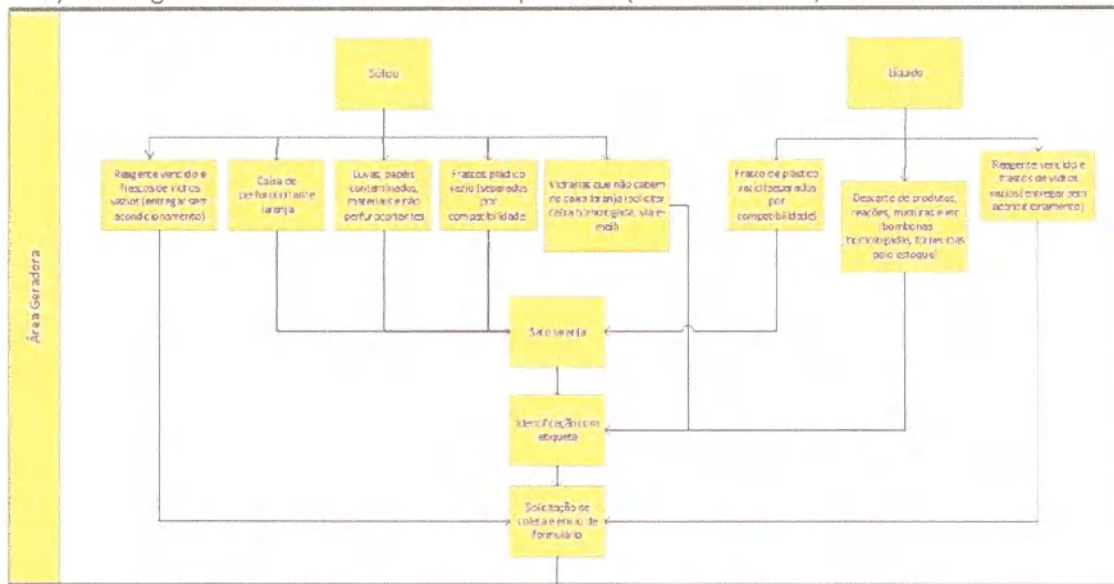 Área Geradora
Sólido
Líquido
Reagente vencido e
frascos de vidros
vazios (entregar sem
acondicionamento)
Caixa de
perfurocortante
laranja
Luvas, papéis
contaminados,
materiais e não
perfurocortantes
Frascos plástico
vazio (separados
por
compatibilidade)
Vidrarias que não cabem
na caixa laranja (solicitar
caixa homologada, via e-
mail)
Frasco de plástico
vazio (separados
por
compatibilidade)
Descarte de produtos,
reações, misturas e etc
(bombonas
homologadas, fornecidas
pelo estoque)
Reagente vencido e
frascos de vidros
vazios (entregar sem
acondicionamento)
Saco laranja
Identificação com
etiqueta
Solicitação de
coleta e envio de
formulário